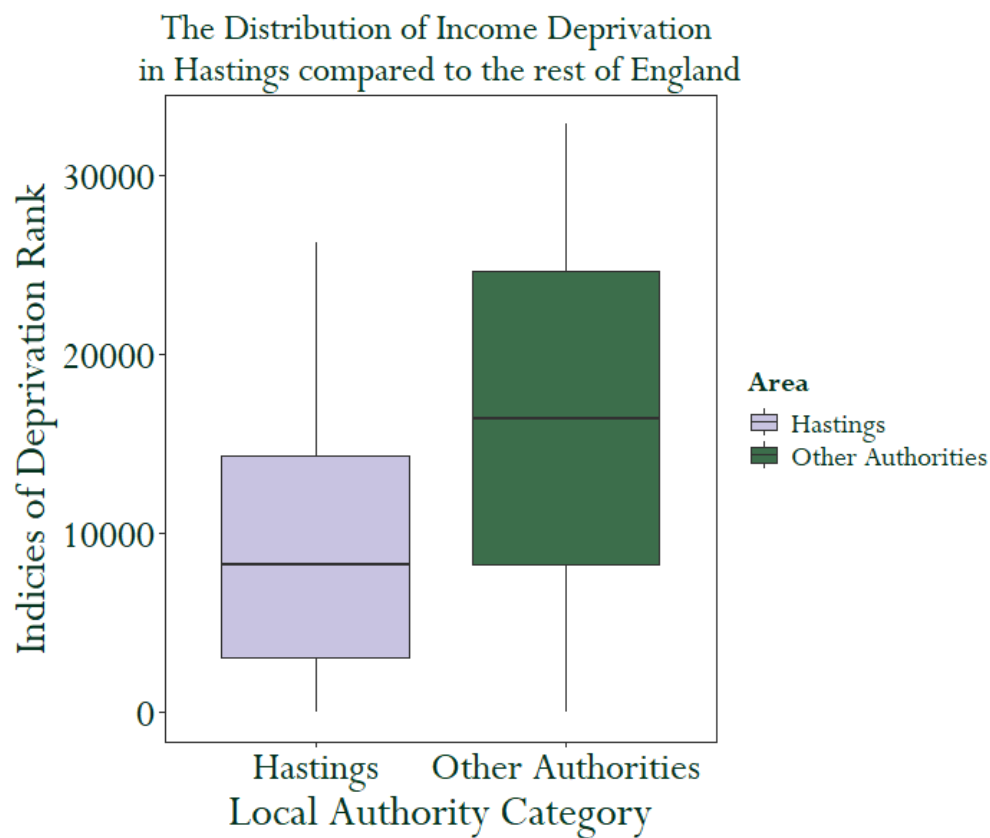 The Distribution of Income Deprivation
in Hastings compared to the rest of England
Indicies of Deprivation Rank
30000
20000
10000
0
Hastings
Other Authorities
Local Authority Category
Area
Hastings
Other Authorities